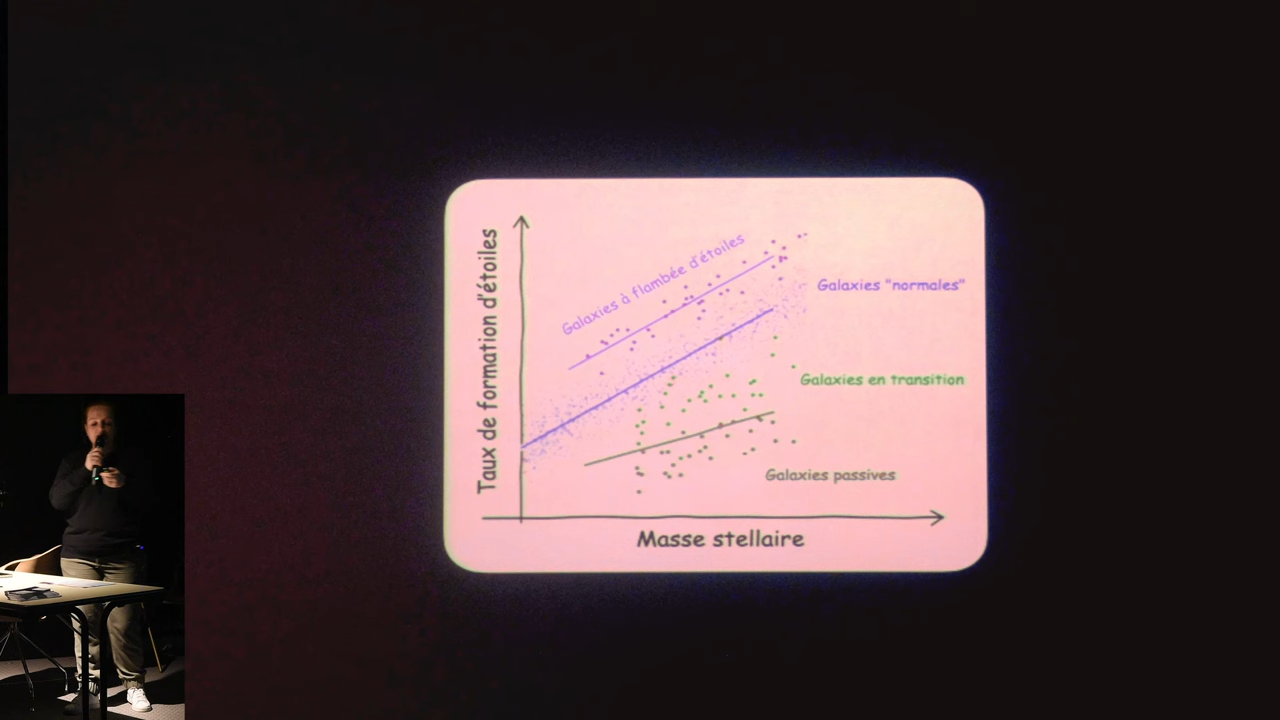 Taux de formation d'étoiles
Galaxies à flambée d'étoiles
Galaxies "normales"
Galaxies en transition
Galaxies passives
Masse stellaire